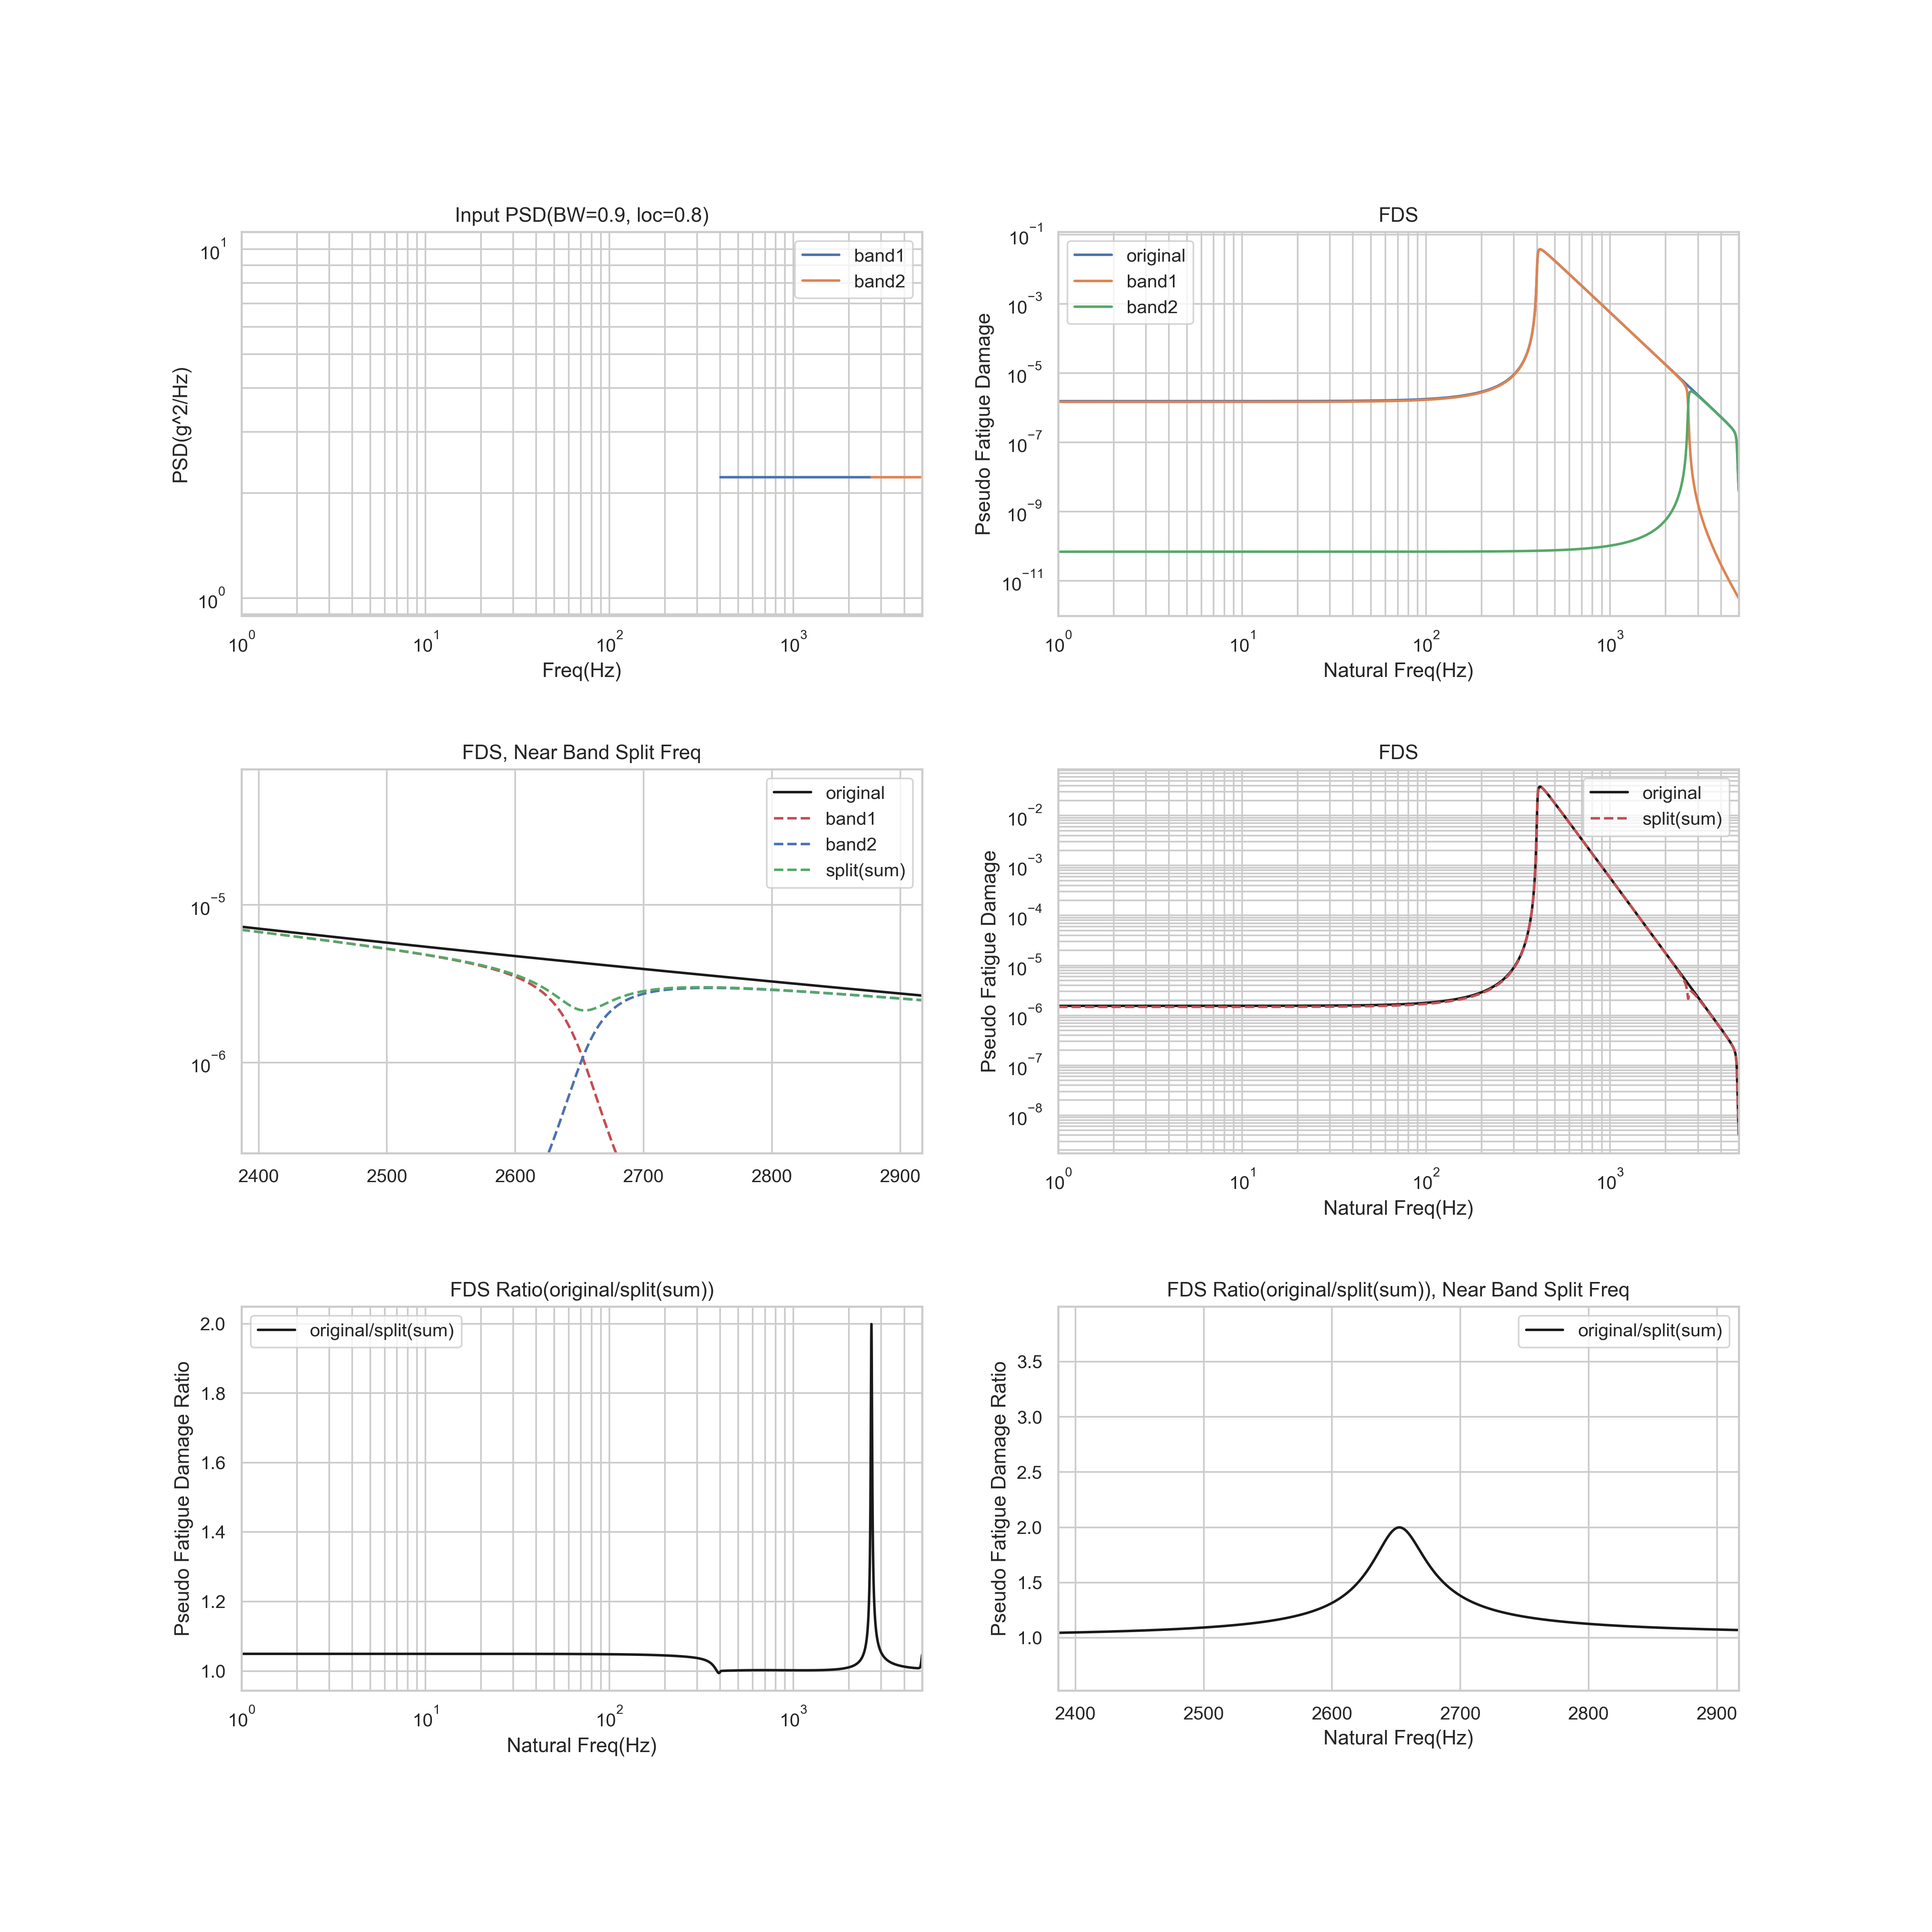 Input PSD(BW=0.9, loc=0.8)
band1
band2
10^1
10^0
PSD(g^2/Hz)
10^0
10^1
10^2
10^3
Freq(Hz)
FDS
original
band1
band2
10^−1
10^−3
10^−5
10^−7
10^−9
10^−11
Pseudo Fatigue Damage
10^0
10^1
10^2
10^3
Natural Freq(Hz)
FDS, Near Band Split Freq
original
band1
band2
split(sum)
10^−5
10^−6
2400
2500
2600
2700
2800
2900
FDS
original
split(sum)
10^−2
10^−3
10^−4
10^−5
10^−6
10^−7
10^−8
Pseudo Fatigue Damage
10^0
10^1
10^2
10^3
Natural Freq(Hz)
FDS Ratio(original/split(sum))
original/split(sum)
2.0
1.8
1.6
1.4
1.2
1.0
Pseudo Fatigue Damage Ratio
10^0
10^1
10^2
10^3
Natural Freq(Hz)
FDS Ratio(original/split(sum)), Near Band Split Freq
original/split(sum)
3.5
3.0
2.5
2.0
1.5
1.0
Pseudo Fatigue Damage Ratio
2400
2500
2600
2700
2800
2900
Natural Freq(Hz)